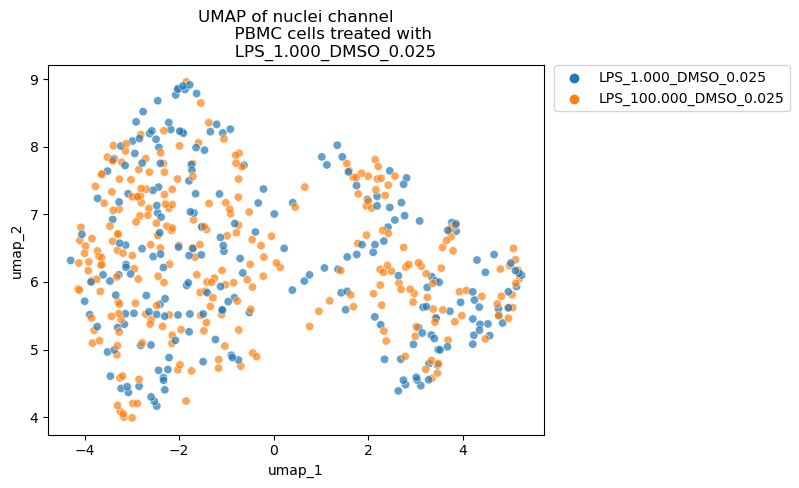 UMAP of nuclei channel
PBMC cells treated with
LPS_1.000_DMSO_0.025
LPS_1.000_DMSO_0.025
LPS_100.000_DMSO_0.025
umap_2
9
8
7
6
5
4
−4
−2
0
2
4
umap_1